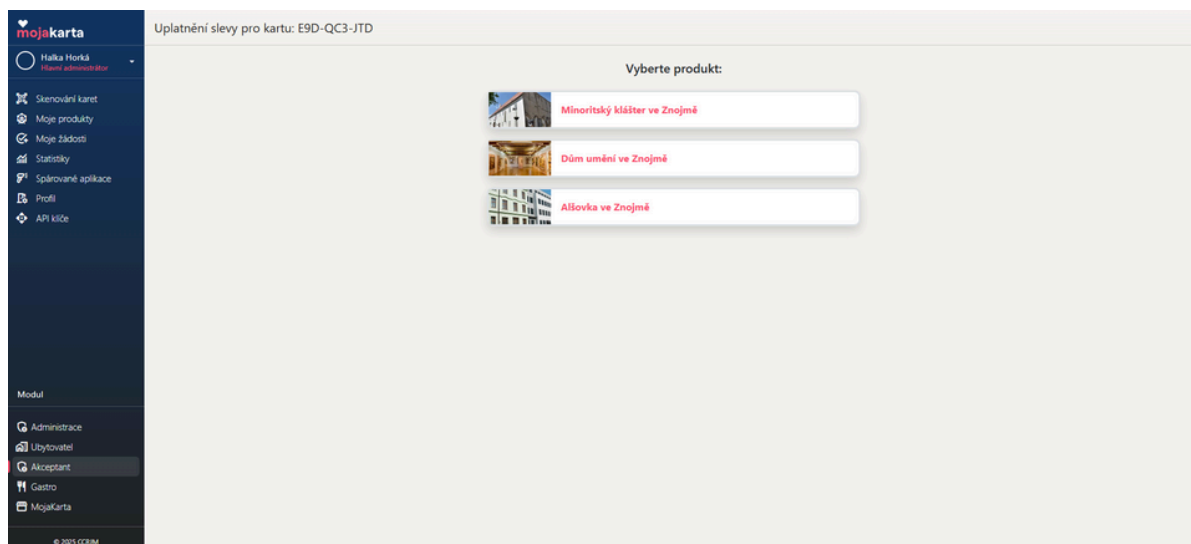 mojakarta
Uplatnění slevy pro kartu: E9D-QC3-JTD
Halka Horká
Hlavní administrátor
Skenování karet
Moje produkty
Moje žádosti
Statistiky
Spárované aplikace
Profil
API klíče
Modul
Administrace
Ubytovatel
Akceptant
Gastro
MojaKarta
© 2025 CCRJM
Vyberte produkt:
Minoritský klášter ve Znojmě
Dům umění ve Znojmě
Alšovka ve Znojmě